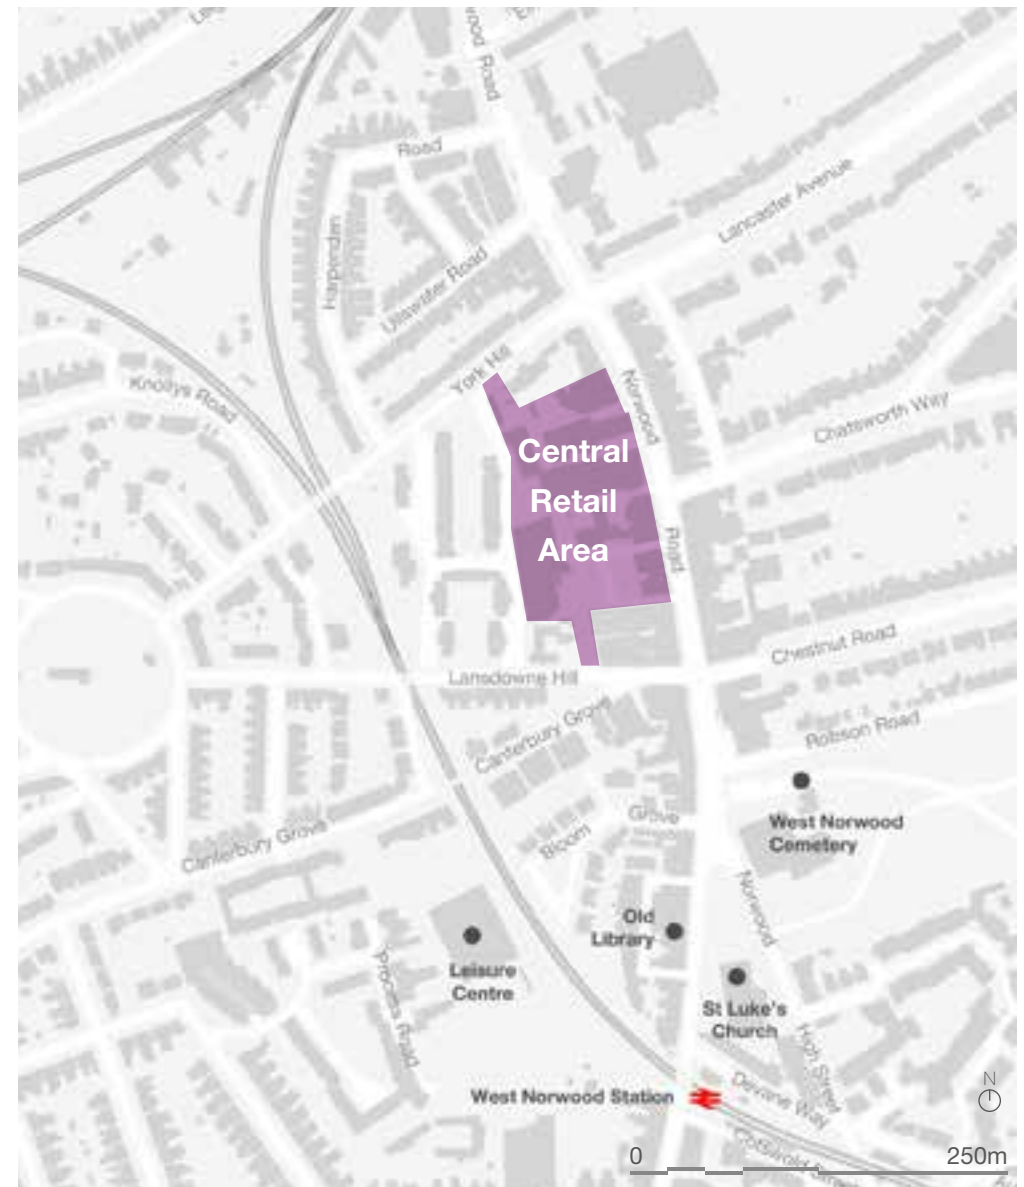 wood Road
Road
Lancaster Avenue
Harpenden
Ullswater Road
York Hill
Knollys Road
Norwood
Chatsworth Way
Central
Retail
Area
Road
Chestnut Road
Lansdowne Hill
Canterbury Grove
Robson Road
West Norwood
Cemetery
Grove
Bloom
Canterbury Grove
Norwood
Old
Library
Leisure
Centre
Princess Road
St Luke's
Church
High Street
West Norwood Station
Devane Way
N
0
250m